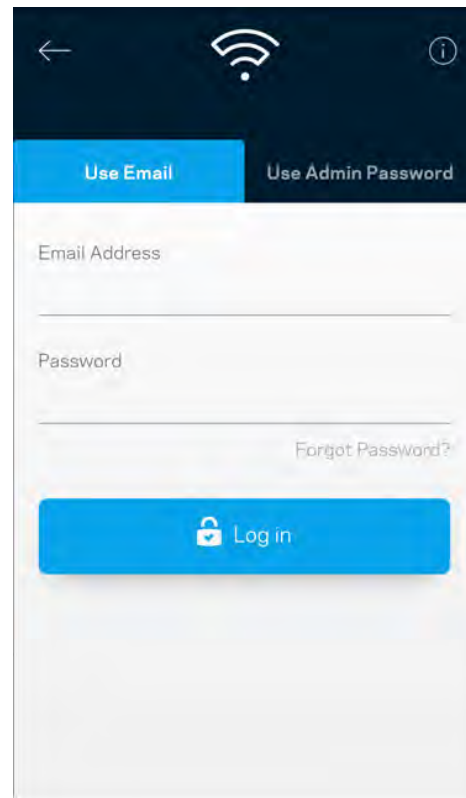 Use Email
Use Admin Password
Email Address
Password
Forgot Password?
Log in